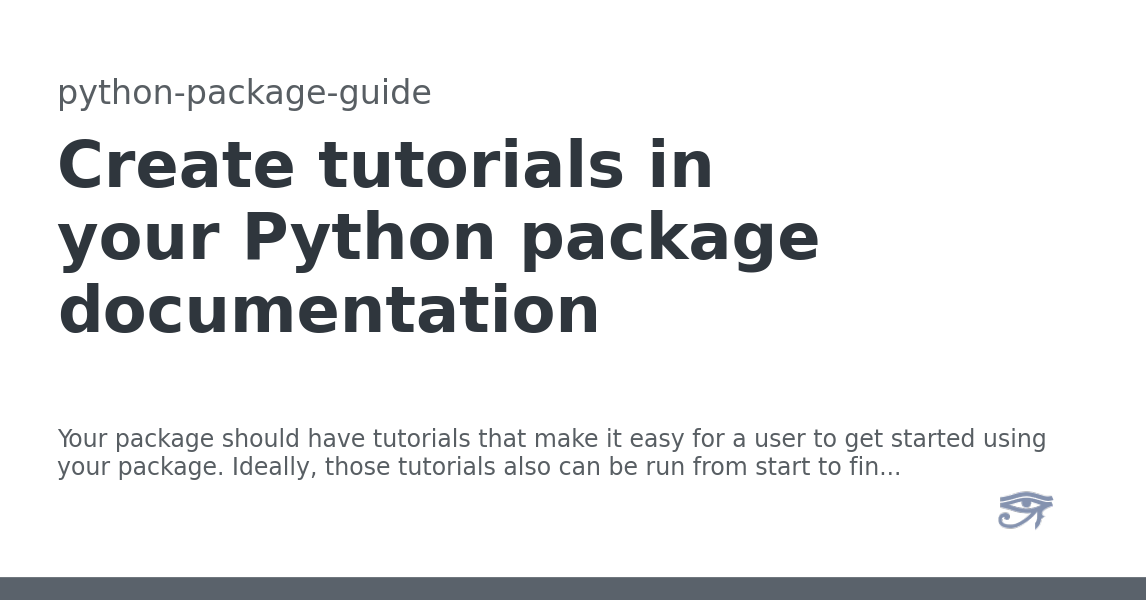 python-package-guide
Create tutorials in
your Python package
documentation
Your package should have tutorials that make it easy for a user to get started using
your package. Ideally, those tutorials also can be run from start to fin...